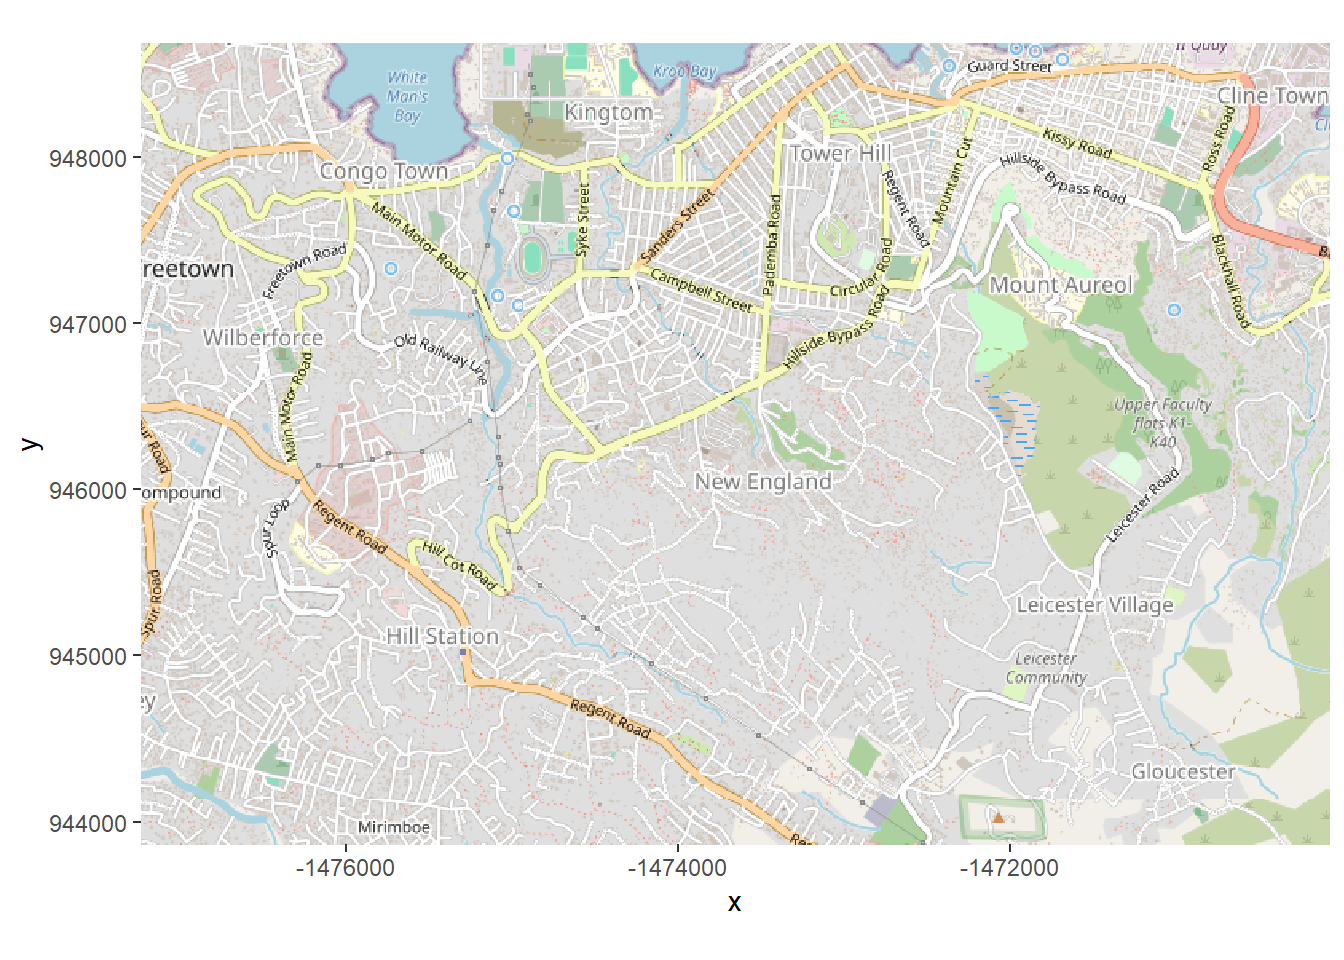 Guard Street
White
Man's
Bay
Kroo Bay
Kingtom
Cline Town
948000
Congo Town
Tower Hill
Kissy Road
Ross Road
Hillside Bypass Road
Mountain Cut
Regent Road
Main Motor Road
Syke Street
Sanders Street
Pademba Road
Freetown Road
reetown
Campbell Street
Circular Road
Mount Aureol
Blackhall Road
947000
Wilberforce
Old Railway Line
Hillside Bypass Road
Main Motor Road
Upper Faculty
flats K1-
K40
y
ur Road
946000
ompound
New England
Leicester Road
Spur Loop
Regent Road
Hill Cot Road
Spur Road
Leicester Village
945000
Hill Station
Leicester
Community
ey
Regent Road
Gloucester
944000
Mirimboe
-1476000
-1474000
-1472000
x